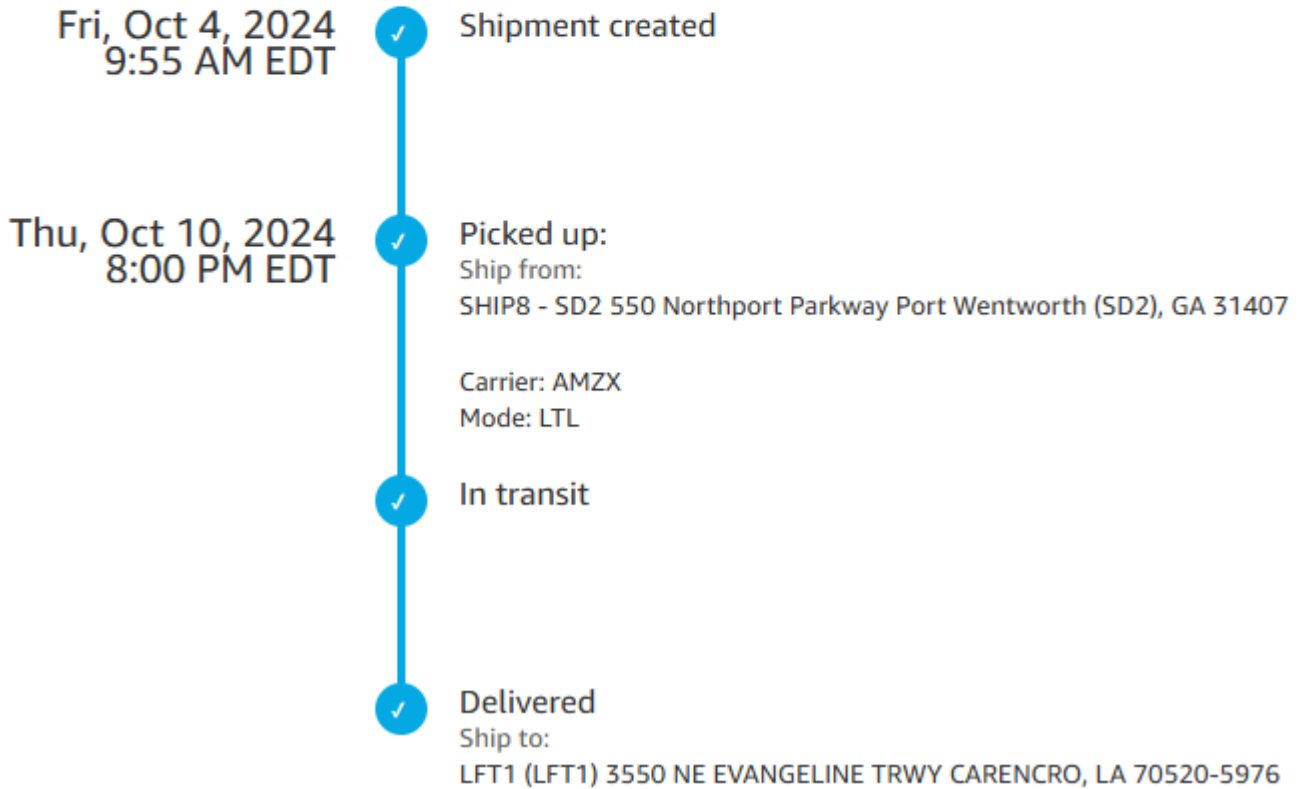 Fri, Oct 4, 2024
9:55 AM EDT
Shipment created
Thu, Oct 10, 2024
8:00 PM EDT
Picked up:
Ship from:
SHIP8 - SD2 550 Northport Parkway Port Wentworth (SD2), GA 31407
Carrier: AMZX
Mode: LTL
In transit
Delivered
Ship to:
LFT1 (LFT1) 3550 NE EVANGELINE TRWY CARENCRO, LA 70520-5976